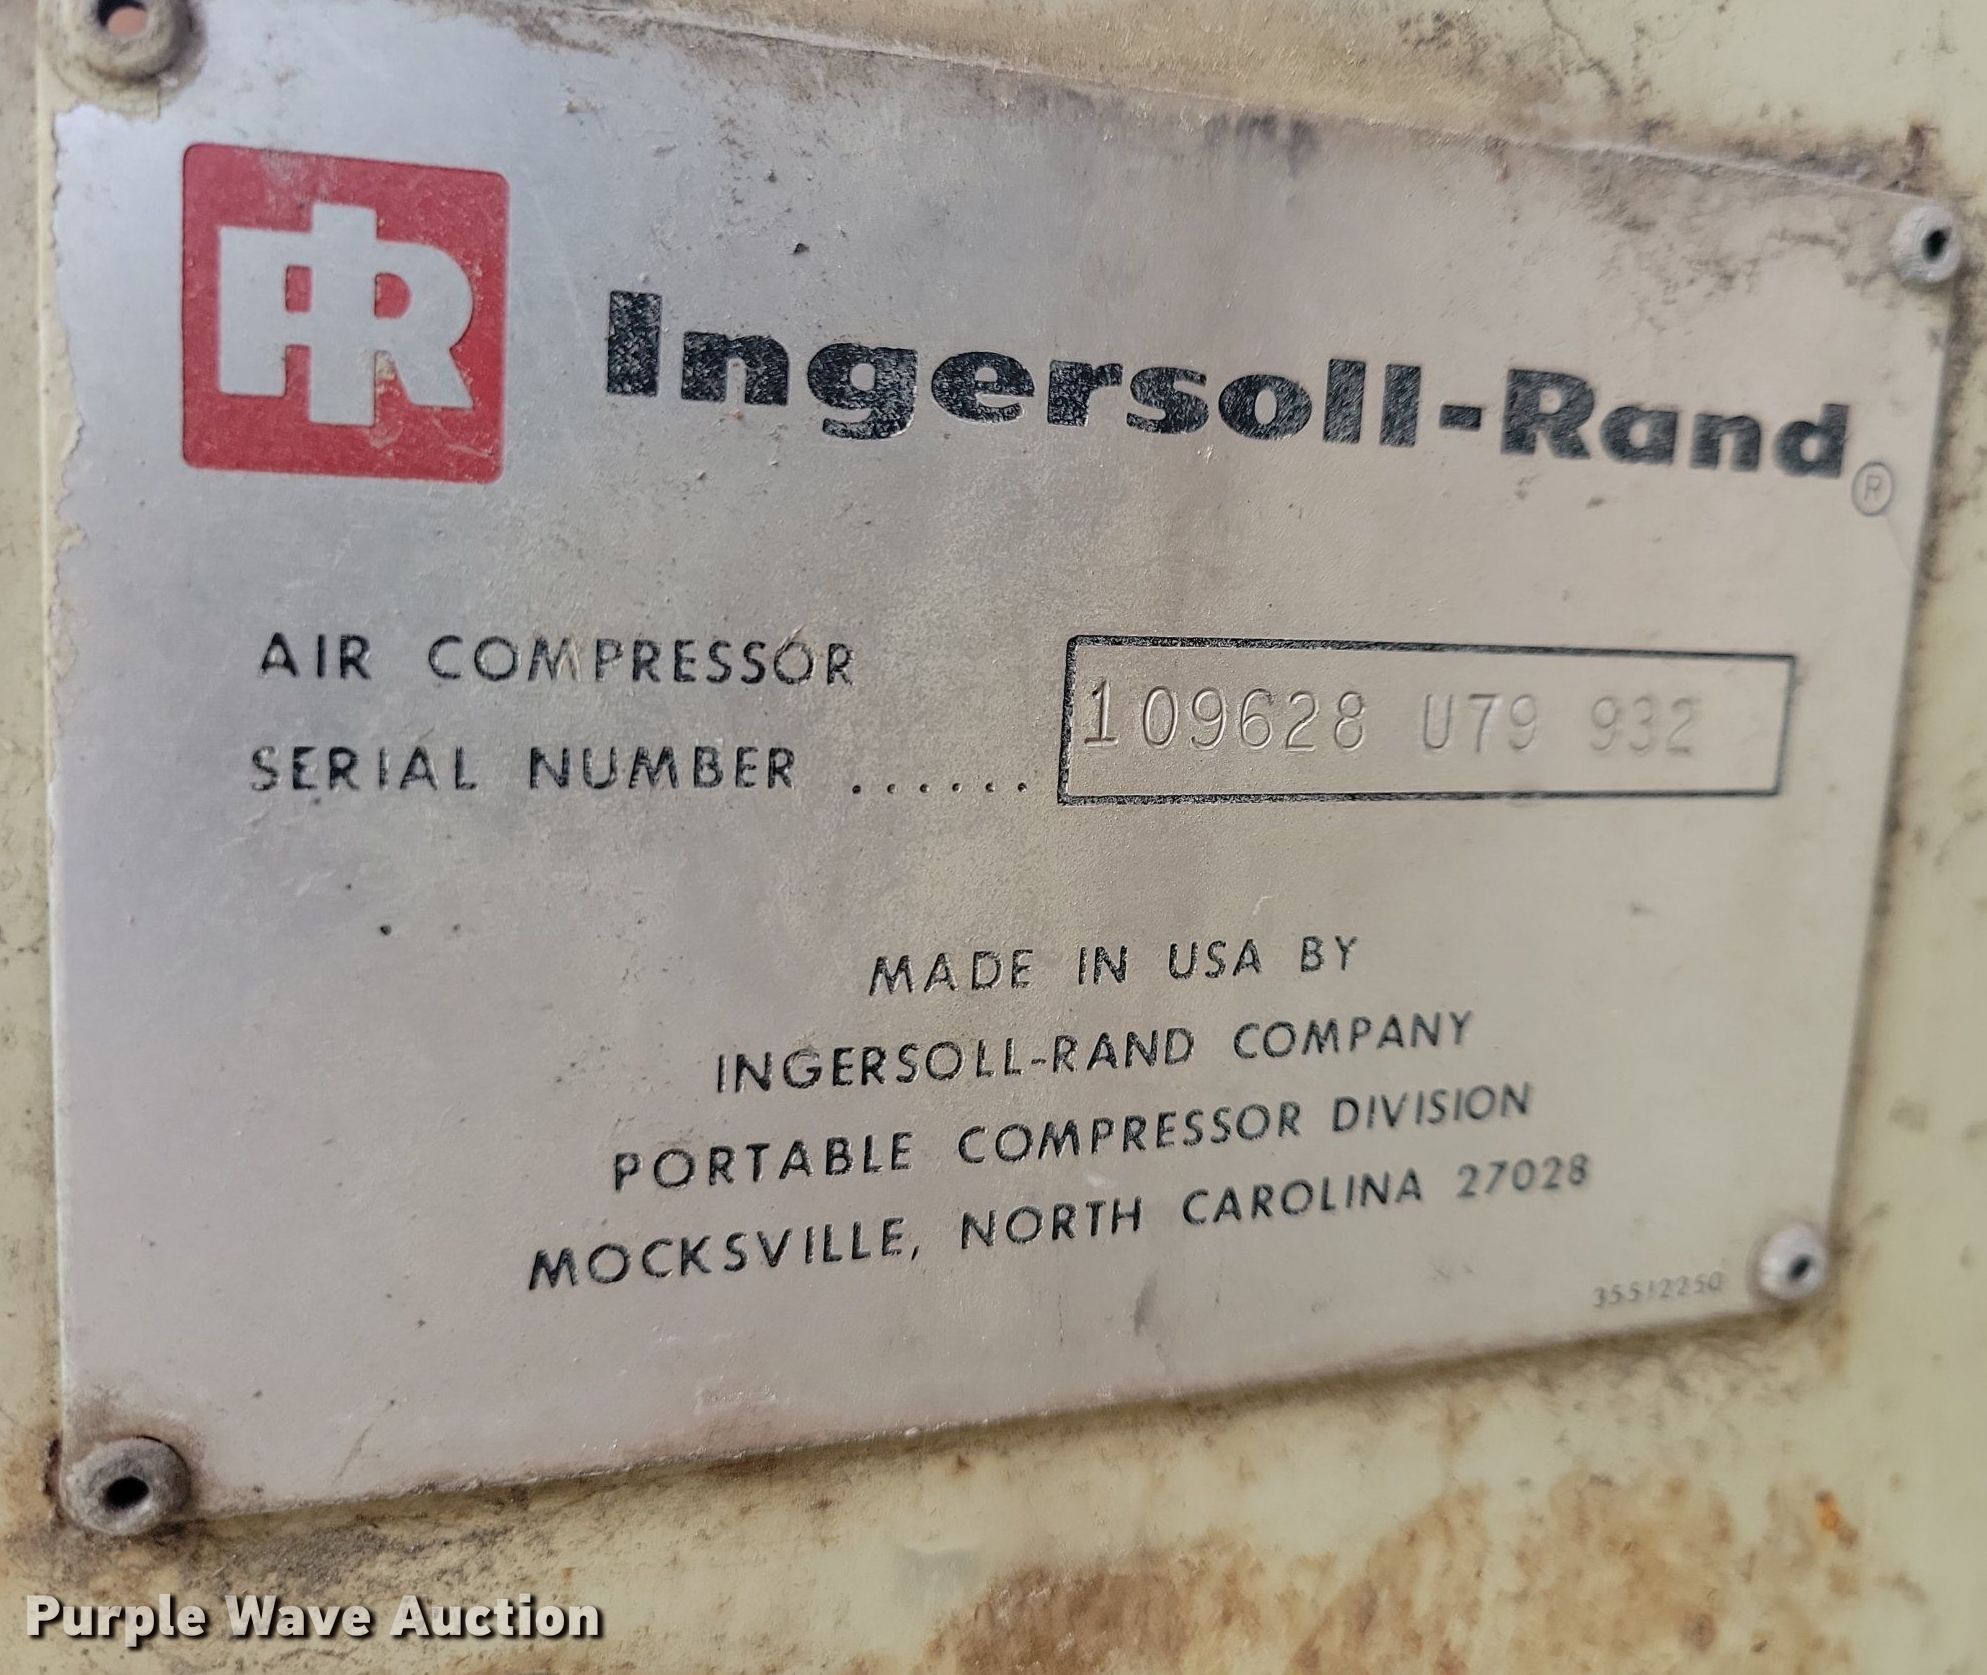 IR Ingersoll-Rand®
AIR COMPRESSOR
SERIAL NUMBER ...... 109628 U79 932
MADE IN USA BY
INGERSOLL-RAND COMPANY
PORTABLE COMPRESSOR DIVISION
MOCKSVILLE, NORTH CAROLINA 27028
35512250
Purple Wave Auction